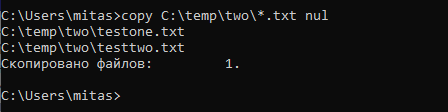 C:\Users\mitas>copy C:\temp\two\*.txt nul
C:\temp\two\testone.txt
C:\temp\two\testtwo.txt
Скопировано файлов:         1.
C:\Users\mitas>